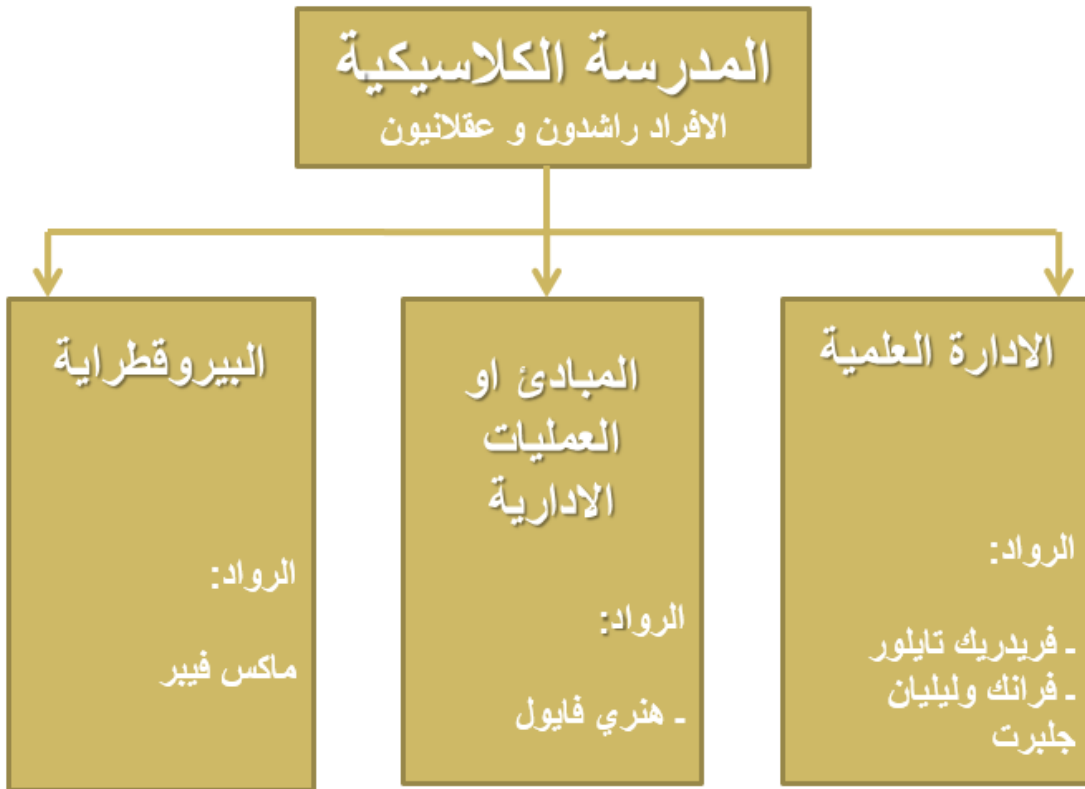 المدرسة الكلاسيكية
الافراد راشدون و عقلانيون
الادارة العلمية
الرواد:
- فريدريك تايلور
- فرانك وليليان
جلبرت
المبادئ او
العمليات
الادارية
الرواد:
- هنري فايول
البيروقطراية
الرواد:
ماكس فيبر